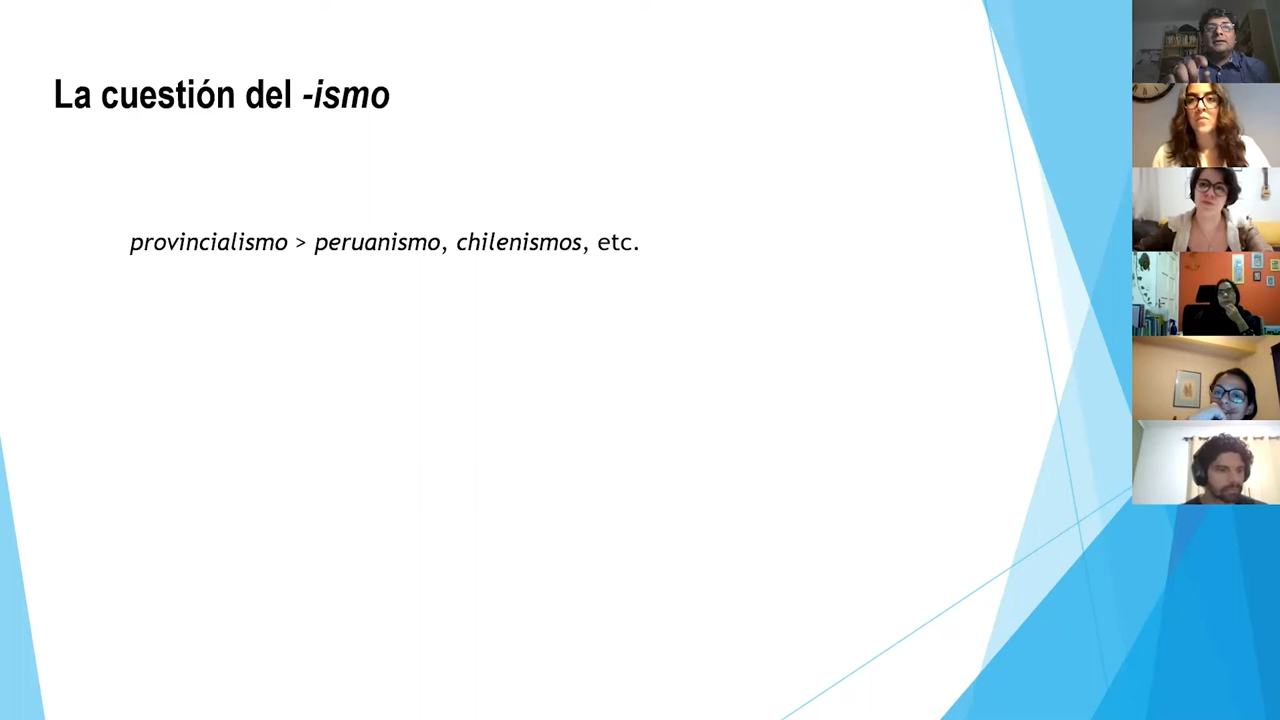 La cuestión del -ismo
provincialismo > peruanismo, chilenismos, etc.